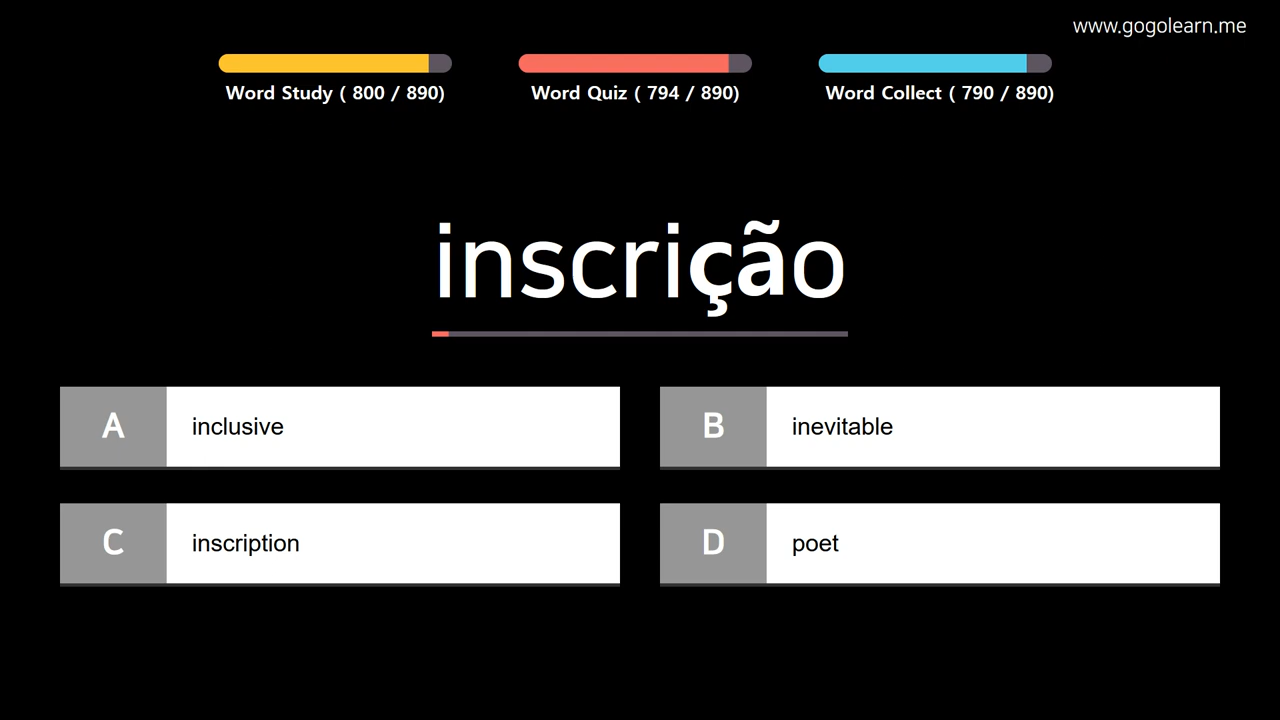 www.gogolearn.me
Word Study ( 800 / 890)
Word Quiz ( 794 / 890)
Word Collect ( 790 / 890)
inscrição
A inclusive
B inevitable
C inscription
D poet